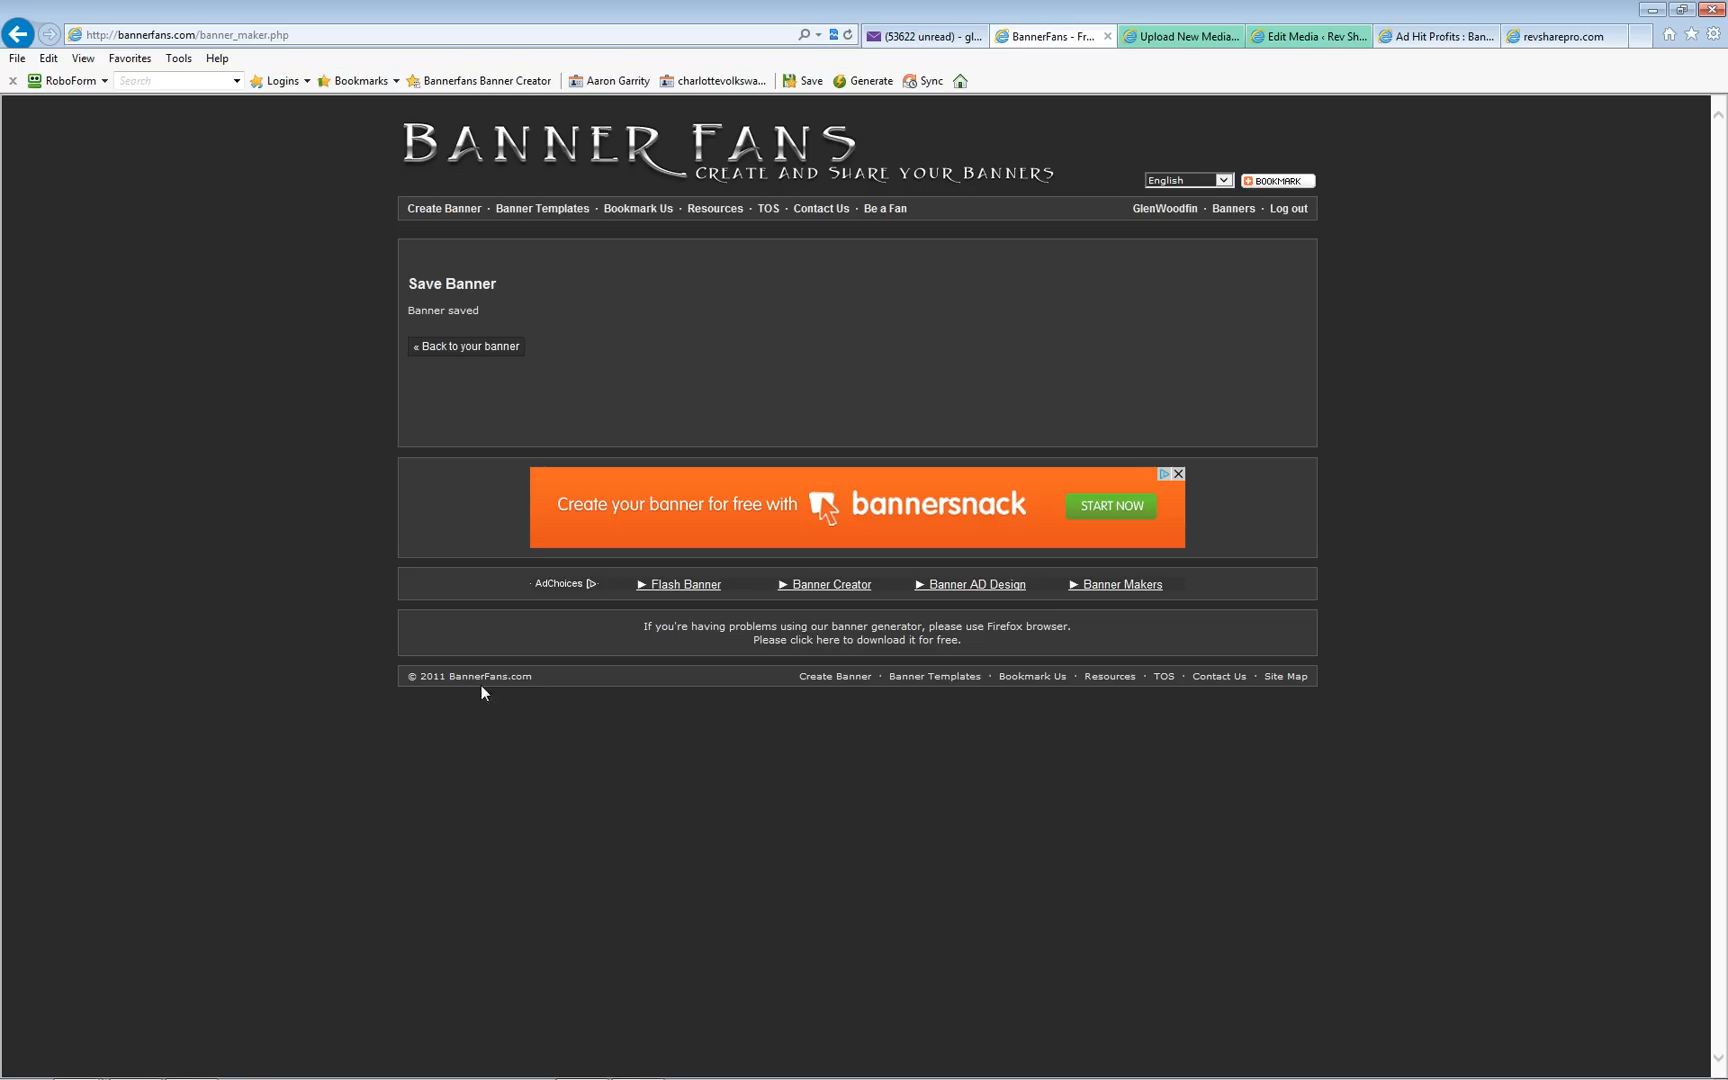 http://bannerfans.com/banner_maker.php
(53622 unread) - gl...
BannerFans - Fr...
Upload New Media...
Edit Media ‹ Rev Sh...
Ad Hit Profits : Ban...
revsharepro.com
File Edit View Favorites Tools Help
RoboForm Search Logins Bookmarks Bannerfans Banner Creator Aaron Garrity charlottevolkswa... Save Generate Sync
BANNER FANS
CREATE AND SHARE YOUR BANNERS
English BOOKMARK
Create Banner · Banner Templates · Bookmark Us · Resources · TOS · Contact Us · Be a Fan
GlenWoodfin · Banners · Log out
Save Banner
Banner saved
« Back to your banner
Create your banner for free with bannersnack START NOW
· AdChoices ▷· ► Flash Banner ► Banner Creator ► Banner AD Design ► Banner Makers
If you're having problems using our banner generator, please use Firefox browser.
Please click here to download it for free.
© 2011 BannerFans.com
Create Banner · Banner Templates · Bookmark Us · Resources · TOS · Contact Us · Site Map